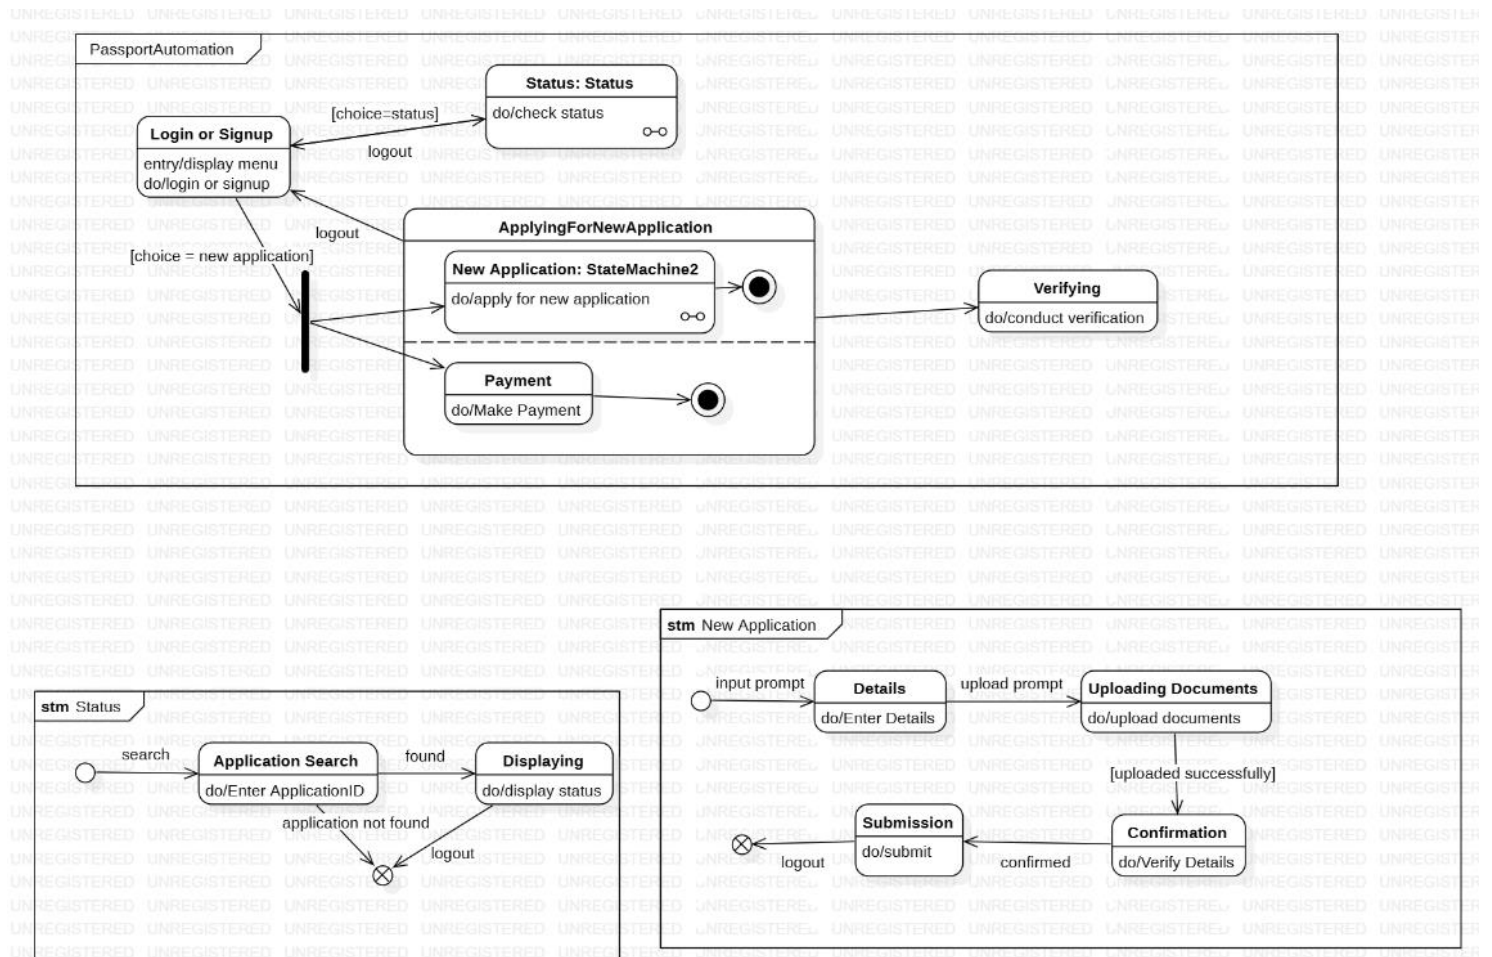 PassportAutomation
Status: Status
do/check status
[choice=status]
logout
Login or Signup
entry/display menu
do/login or signup
logout
[choice = new application]
ApplyingForNewApplication
New Application: StateMachine2
do/apply for new application
Payment
do/Make Payment
Verifying
do/conduct verification
stm Status
search
Application Search
do/Enter ApplicationID
found
Displaying
do/display status
application not found
logout
stm New Application
input prompt
Details
do/Enter Details
upload prompt
Uploading Documents
do/upload documents
[uploaded successfully]
Confirmation
do/Verify Details
confirmed
Submission
do/submit
logout
UNREGISTERED